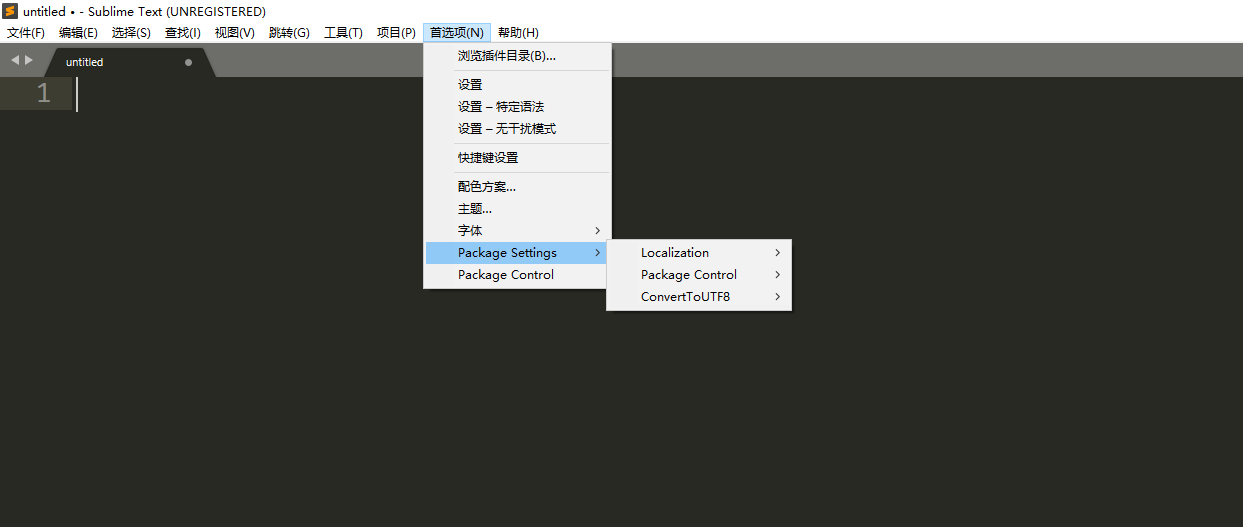 untitled • - Sublime Text (UNREGISTERED)
文件(F) 编辑(E) 选择(S) 查找(I) 视图(V) 跳转(G) 工具(T) 项目(P) 首选项(N) 帮助(H)
untitled
1
浏览插件目录(B)...
设置
设置 – 特定语法
设置 – 无干扰模式
快捷键设置
配色方案...
主题...
字体
Package Settings
Package Control
Localization
Package Control
ConvertToUTF8